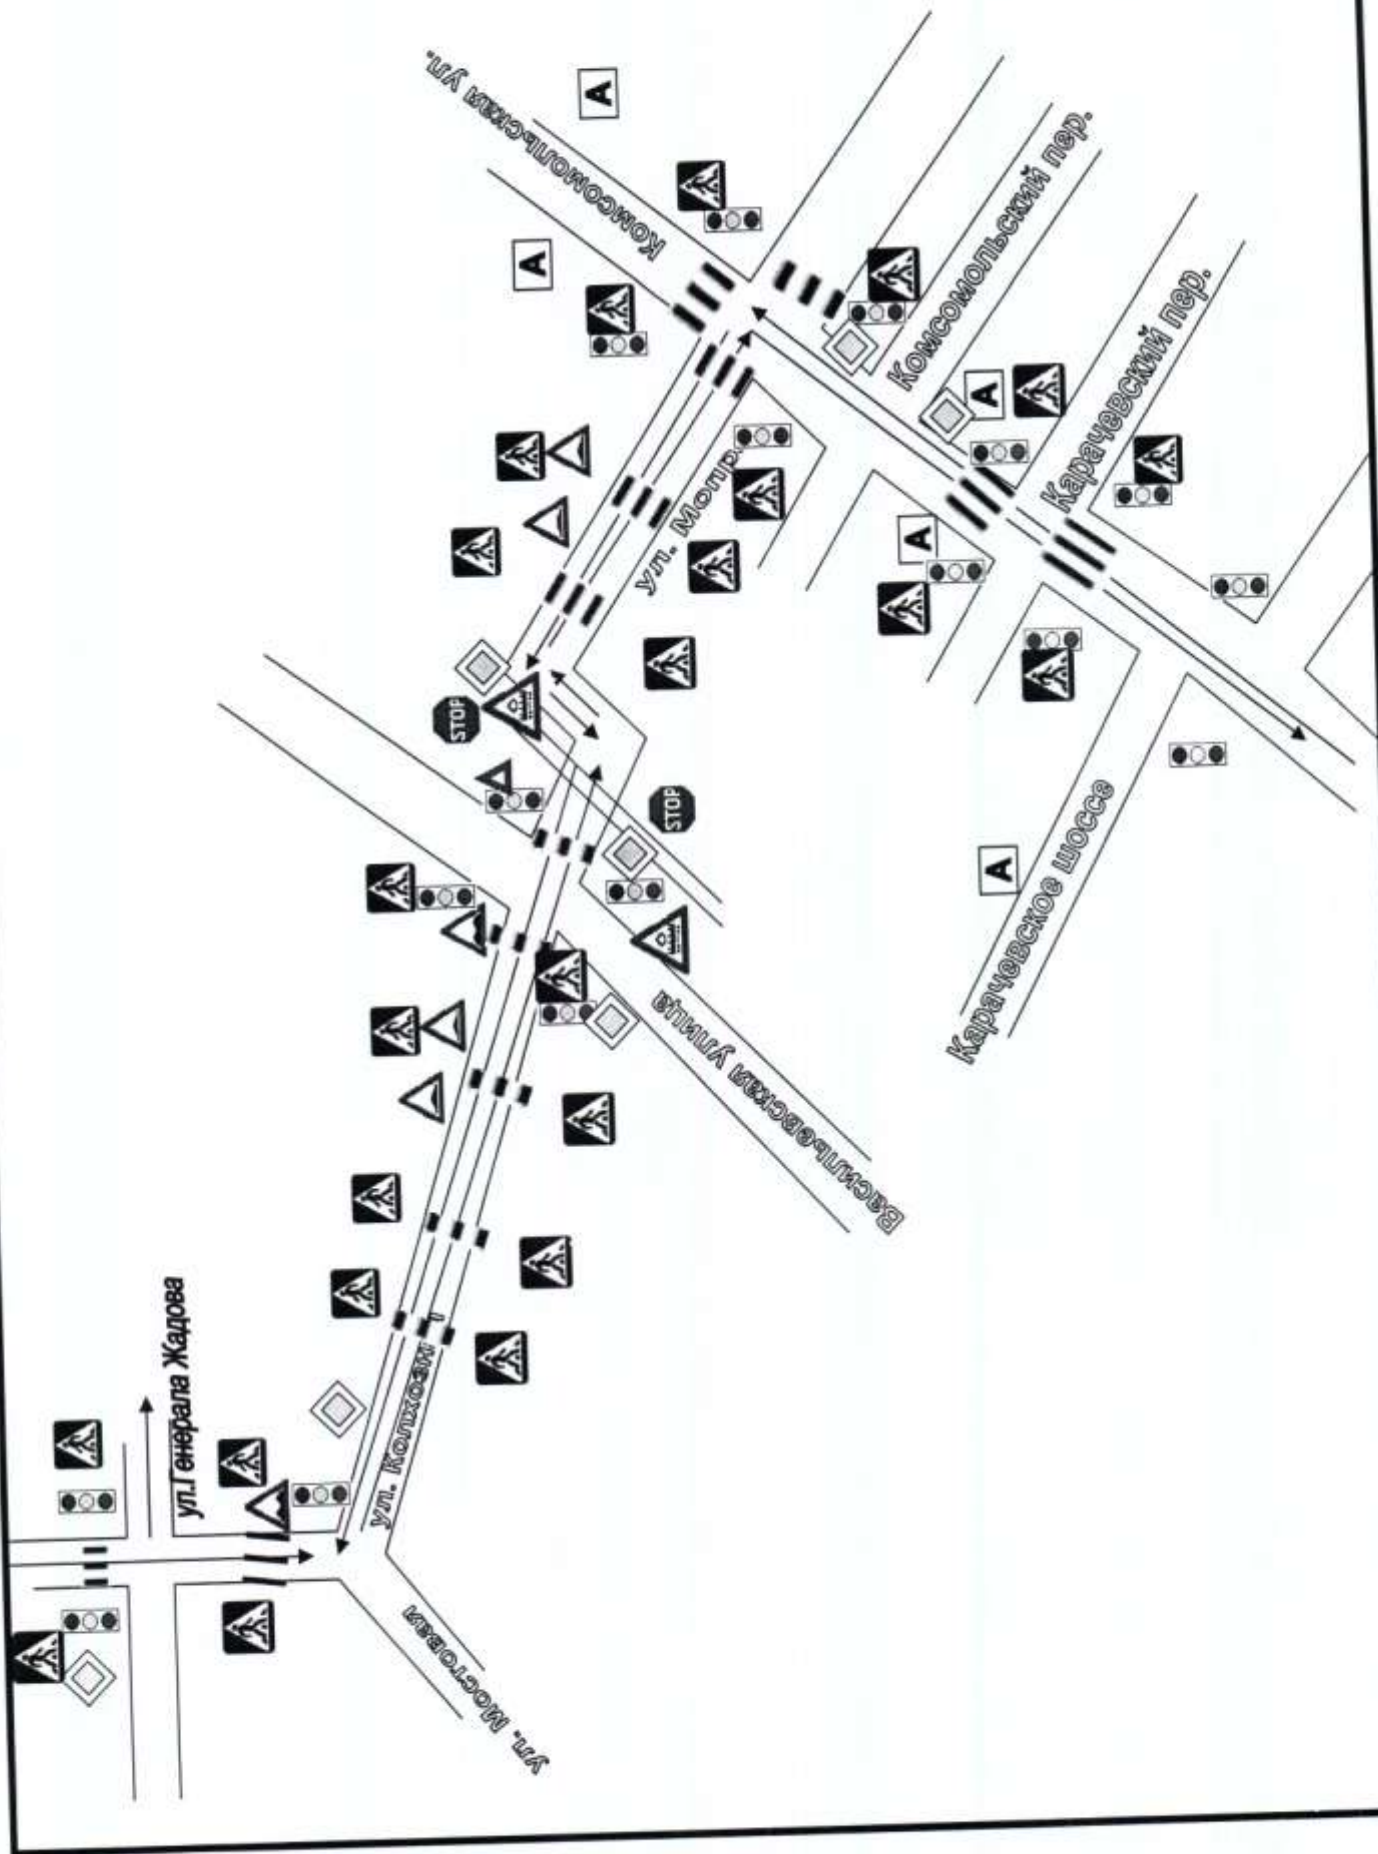 Комсомольская ул.
А
А
Комсомольский пер.
А
Карачевский пер.
ул. Мопр
А
STOP
STOP
А
Карачевское шоссе
Васильевская улица
ул.Генерала Жадова
ул. Колхозн
ул. Мостовая